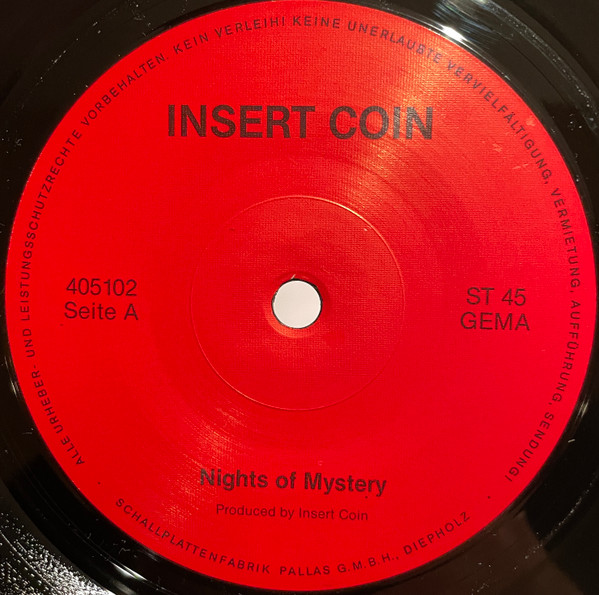 ALLE URHEBER- UND LEISTUNGSSCHUTZRECHTE VORBEHALTEN. KEIN VERLEIH! KEINE UNERLAUBTE VERVIELFÄLTIGUNG, VERMIETUNG, AUFFÜHRUNG, SENDUNG!
INSERT COIN
405102
Seite A
ST 45
GEMA
Nights of Mystery
Produced by Insert Coin
SCHALLPLATTENFABRIK PALLAS G.M.B.H., DIEPHOLZ